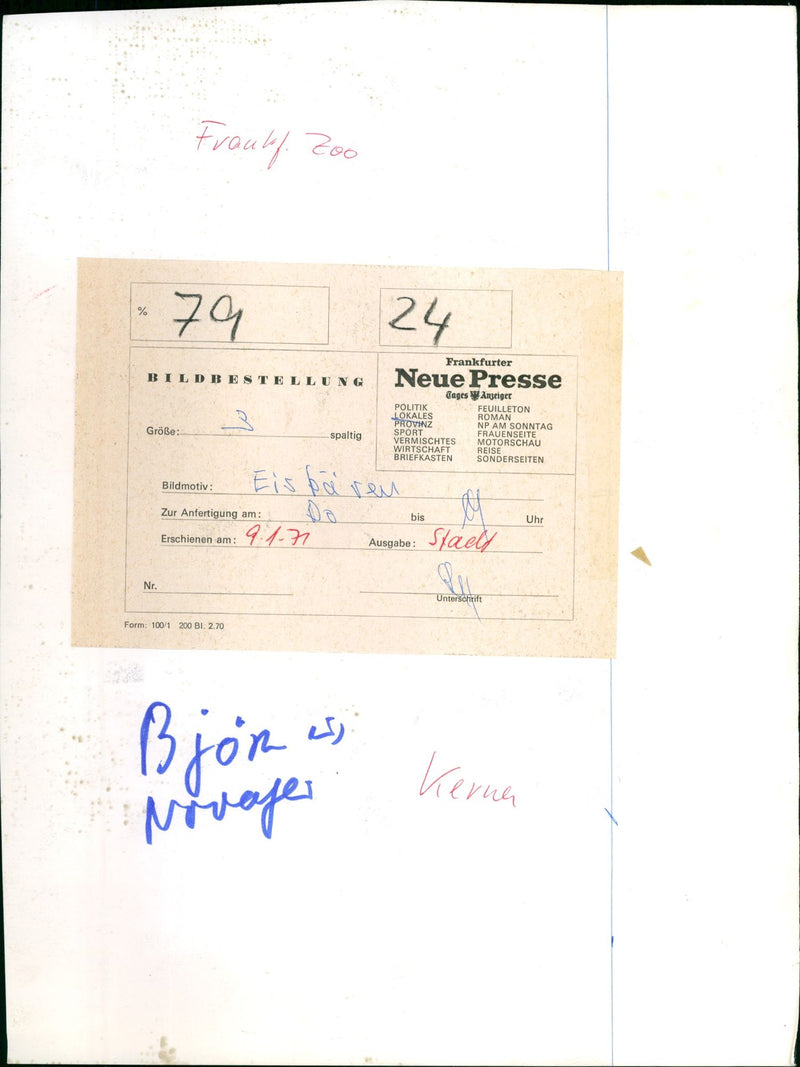 Frankf. Zoo
% 79 24
BILDBESTELLUNG
Frankfurter
Neue Presse
Tages Anzeiger
POLITIK FEUILLETON
LOKALES ROMAN
PROVINZ NP AM SONNTAG
SPORT FRAUENSEITE
VERMISCHTES MOTORSCHAU
WIRTSCHAFT REISE
BRIEFKASTEN SONDERSEITEN
Größe: spaltig
Bildmotiv: Eisbären
Zur Anfertigung am: Do bis Uhr
Erschienen am: 9.1.71 Ausgabe: Stadt
Nr.
Unterschrift
Form: 100/1 200 Bl. 2.70
Björn
Kerner